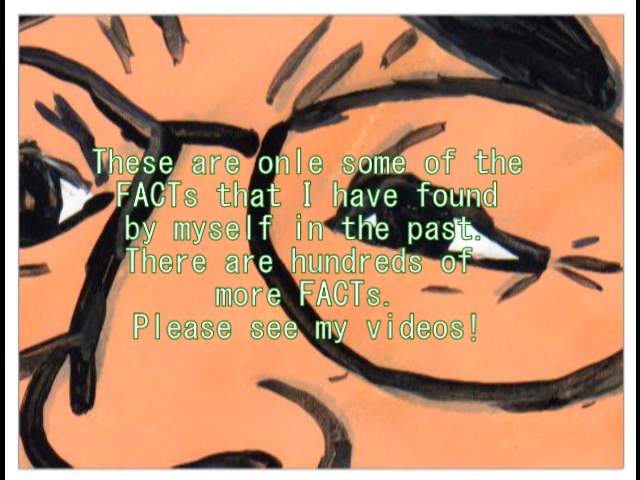 These are onle some of the
FACTs that I have found
by myself in the past.
There are hundreds of
more FACTs.
Please see my videos!